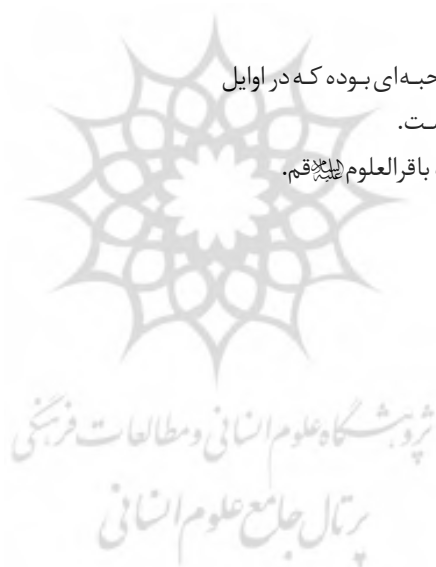 حبه‌ای بوده که در اوایل
ست.
باقرالعلوم علیه‌السلام قم.
پژوهشگاه علوم انسانی و مطالعات فرهنگی
پرتال جامع علوم انسانی